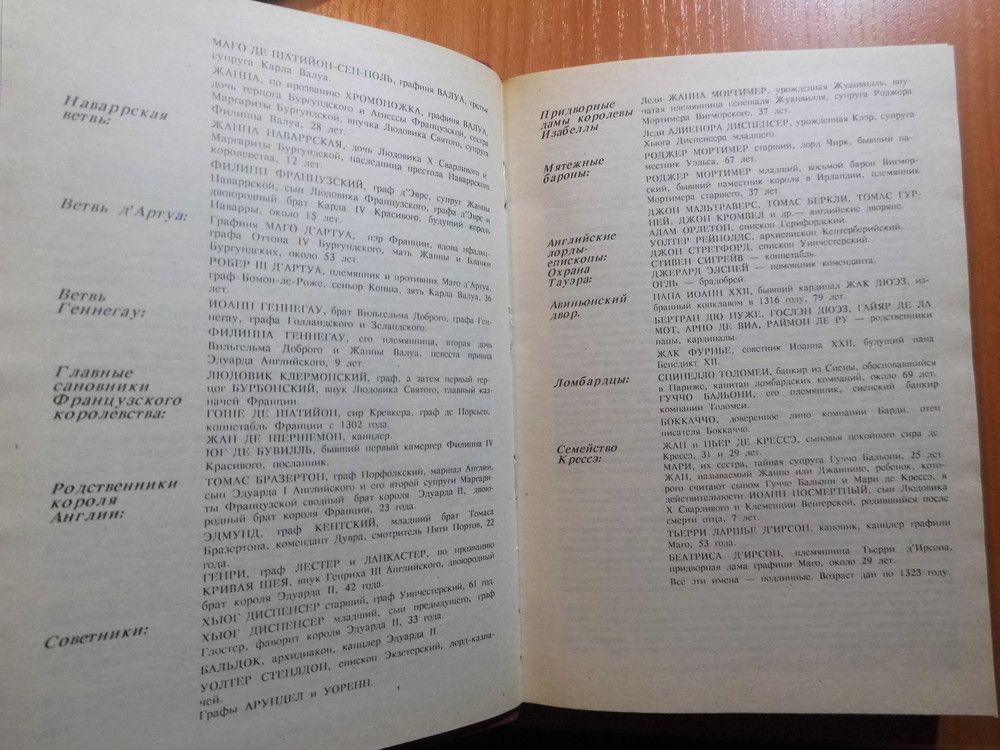 МАГО ДЕ ШАТИЙОН-СЕН-ПОЛЬ, графиня ВАЛУА, третья
супруга Карла Валуа.
ЖАННА, по прозванию ХРОМОНОЖКА, графиня ВАЛУА,
дочь герцога Бургундского и Агнессы Французской, сестра
Маргариты Бургундской, внучка Людовика Святого, супруга
Филиппа Валуа, 28 лет.
Наваррская
ветвь:
ЖАННА НАВАРРСКАЯ, дочь Людовика X Сварливого и
Маргариты Бургундской, наследница престола Наваррского
королевства, 12 лет.
ФИЛИПП ФРАНЦУЗСКИЙ, граф д'Эвре, супруг Жанны
Наваррской, сын Людовика Французского, графа д'Эвре и
двоюродный брат Карла IV Красивого, будущий король
Наварры, около 15 лет.
Ветвь д'Артуа:
Графиня МАГО Д'АРТУА, пэр Франции, вдова пфальц-
графа Оттона IV Бургундского, мать Жанны и Бланки
Бургундских, около 53 лет.
РОБЕР III Д'АРТУА, племянник и противник Маго д'Артуа,
граф Бомон-ле-Роже, сеньор Конша, зять Карла Валуа, 36
лет.
Ветвь
Геннегау:
ИОАНН ГЕННЕГАУ, брат Вильгельма Доброго, графа Ген-
негау, графа Голландского и Зеландского.
ФИЛИППА ГЕННЕГАУ, его племянница, вторая дочь
Вильгельма Доброго и Жанны Валуа, невеста принца
Эдуарда Английского, 9 лет.
Главные
сановники
Французского
королевства:
ЛЮДОВИК КЛЕРМОНСКИЙ, граф, а затем первый гер-
цог БУРБОНСКИЙ, внук Людовика Святого, главный каз-
начей Франции.
ГОШЕ ДЕ ШАТИЙОН, сир Кревкера, граф де Порсьен,
коннетабль Франции с 1302 года.
ЖАН ДЕ ШЕРШЕМОН, канцлер.
ЮГ ДЕ БУВИЛЛЬ, бывший первый камергер Филиппа IV
Красивого, посланник.
Родственники
короля
Англии:
ТОМАС БРАЗЕРТОН, граф Норфолкский, маршал Англии,
сын Эдуарда I Английского и его второй супруги Маргари-
ты Французской сводный брат короля Эдуарда II, двою-
родный брат короля Франции, 23 года.
ЭДМУНД, граф КЕНТСКИЙ, младший брат Томаса
Бразертона, комендант Дувра, смотритель Пяти Портов, 22
года.
ГЕНРИ, граф ЛЕСТЕР и ЛАНКАСТЕР, по прозванию
КРИВАЯ ШЕЯ, внук Генриха III Английского, двоюродный
брат короля Эдуарда II, 42 года.
Советники:
ХЬЮГ ДИСПЕНСЕР старший, граф Уинчестерский, 61 год.
ХЬЮГ ДИСПЕНСЕР младший, сын предыдущего, граф
Глостер, фаворит короля Эдуарда II, 33 года.
БАЛЬДОК, архидиакон, канцлер Эдуарда II.
УОЛТЕР СТЕПЛДОН, епископ Экзетерский, лорд-казна-
чей.
Графы АРУНДЕЛ и УОРЕНН.
Придворные
дамы королевы
Изабеллы
Леди ЖАННА МОРТИМЕР, урожденная Жуанвилль, вну-
чатая племянница сенешаля Жуанвилля, супруга Роджера
Мортимера Вигморского, 37 лет.
Леди АЛИЕНОРА ДИСПЕНСЕР, урожденная Клэр, супруга
Хьюга Диспенсера младшего.
Мятежные
бароны:
РОДЖЕР МОРТИМЕР старший, лорд Чирк, бывший на-
местник Уэльса, 67 лет.
РОДЖЕР МОРТИМЕР младший, восьмой барон Вигмор-
ский, бывший наместник короля в Ирландии, племянник
Мортимера старшего, 37 лет.
ДЖОН МАЛЬТРАВЕРС, ТОМАС БЕРКЛИ, ТОМАС ГУР-
НЕЙ, ДЖОН КРОМВЕЛ и др.— английские дворяне.
Английские
лорды-
епископы:
АДАМ ОРЛЕТОН, епископ Герифордский.
УОЛТЕР РЕЙНОЛДС, архиепископ Кентерберийский.
ДЖОН СТРЕТФОРД, епископ Уинчестерский.
Охрана
Тауэра:
СТИВЕН СИГРЕЙВ — коннетабль.
ДЖЕРАРД ЭЛСПЕЙ — помощник коменданта.
ОГЛЬ — брадобрей.
Авиньонский
двор.
ПАПА ИОАНН XXII, бывший кардинал ЖАК ДЮЭЗ, из-
бранный конклавом в 1316 году, 79 лет.
БЕРТРАН ДЮ ПУЖЕ, ГОСЛЭН ДЮЭЗ, ГАЙЯР ДЕ ЛА
МОТ, АРНО ДЕ ВИА, РАЙМОН ЛЕ РУ — родственники
папы, кардиналы.
ЖАК ФУРНЬЕ, советник Иоанна XXII, будущий папа
Бенедикт XII.
Ломбардцы:
СПИНЕЛЛО ТОЛОМЕИ, банкир из Сиены, обосновавшийся
в Париже, капитан ломбардских компаний, около 69 лет.
ГУЧЧО БАЛЬОНИ, его племянник, сиенский банкир
компании Толомеи.
БОККАЧЧО, доверенное лицо компании Барди, отец
писателя Боккаччо.
Семейство
Крессэ:
ЖАН и ПЬЕР ДЕ КРЕССЭ, сыновья покойного сира де
Крессэ, 31 и 29 лет.
МАРИ, их сестра, тайная супруга Гуччо Бальони, 25 лет.
ЖАН, называемый Жанно или Джаннино, ребенок, кото-
рого считают сыном Гуччо Бальони и Мари де Крессэ, в
действительности ИОАНН ПОСМЕРТНЫЙ, сын Людовика
X Сварливого и Клеменции Венгерской, родившийся после
смерти отца, 7 лет.
ТЬЕРРИ ЛАРШЬЕ Д'ИРСОН, каноник, канцлер графини
Маго, 53 года.
БЕАТРИСА Д'ИРСОН, племянница Тьерри д'Ирсона,
придворная дама графини Маго, около 29 лет.
Все эти имена — подлинные. Возраст дан по 1323 году.